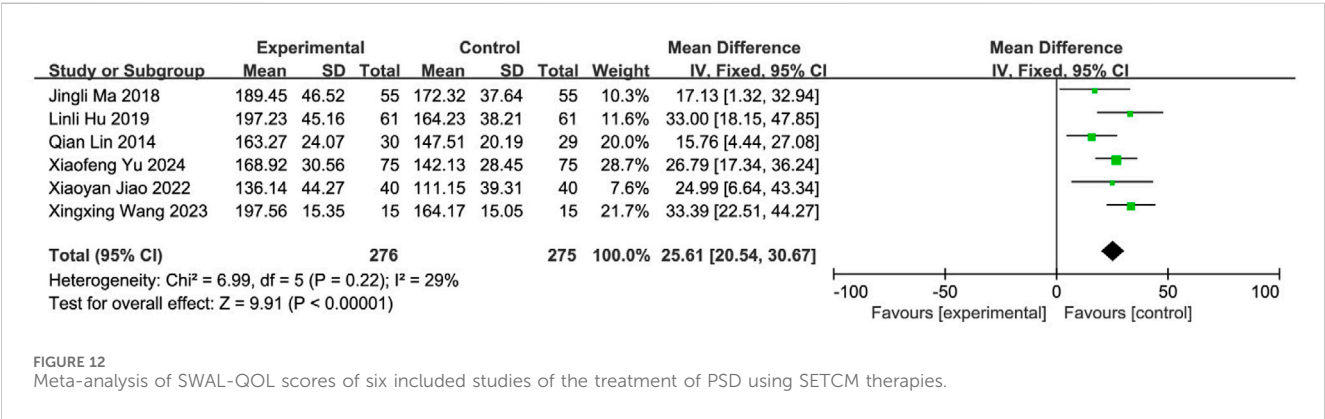 Experimental Control Mean Difference Mean Difference
Study or Subgroup Mean SD Total Mean SD Total Weight IV, Fixed, 95% CI IV, Fixed, 95% CI
Jingli Ma 2018 189.45 46.52 55 172.32 37.64 55 10.3% 17.13 [1.32, 32.94]
Linli Hu 2019 197.23 45.16 61 164.23 38.21 61 11.6% 33.00 [18.15, 47.85]
Qian Lin 2014 163.27 24.07 30 147.51 20.19 29 20.0% 15.76 [4.44, 27.08]
Xiaofeng Yu 2024 168.92 30.56 75 142.13 28.45 75 28.7% 26.79 [17.34, 36.24]
Xiaoyan Jiao 2022 136.14 44.27 40 111.15 39.31 40 7.6% 24.99 [6.64, 43.34]
Xingxing Wang 2023 197.56 15.35 15 164.17 15.05 15 21.7% 33.39 [22.51, 44.27]
Total (95% CI) 276 275 100.0% 25.61 [20.54, 30.67]
Heterogeneity: Chi² = 6.99, df = 5 (P = 0.22); I² = 29%
Test for overall effect: Z = 9.91 (P < 0.00001)
-100 -50 0 50 100
Favours [experimental] Favours [control]
FIGURE 12
Meta-analysis of SWAL-QOL scores of six included studies of the treatment of PSD using SETCM therapies.